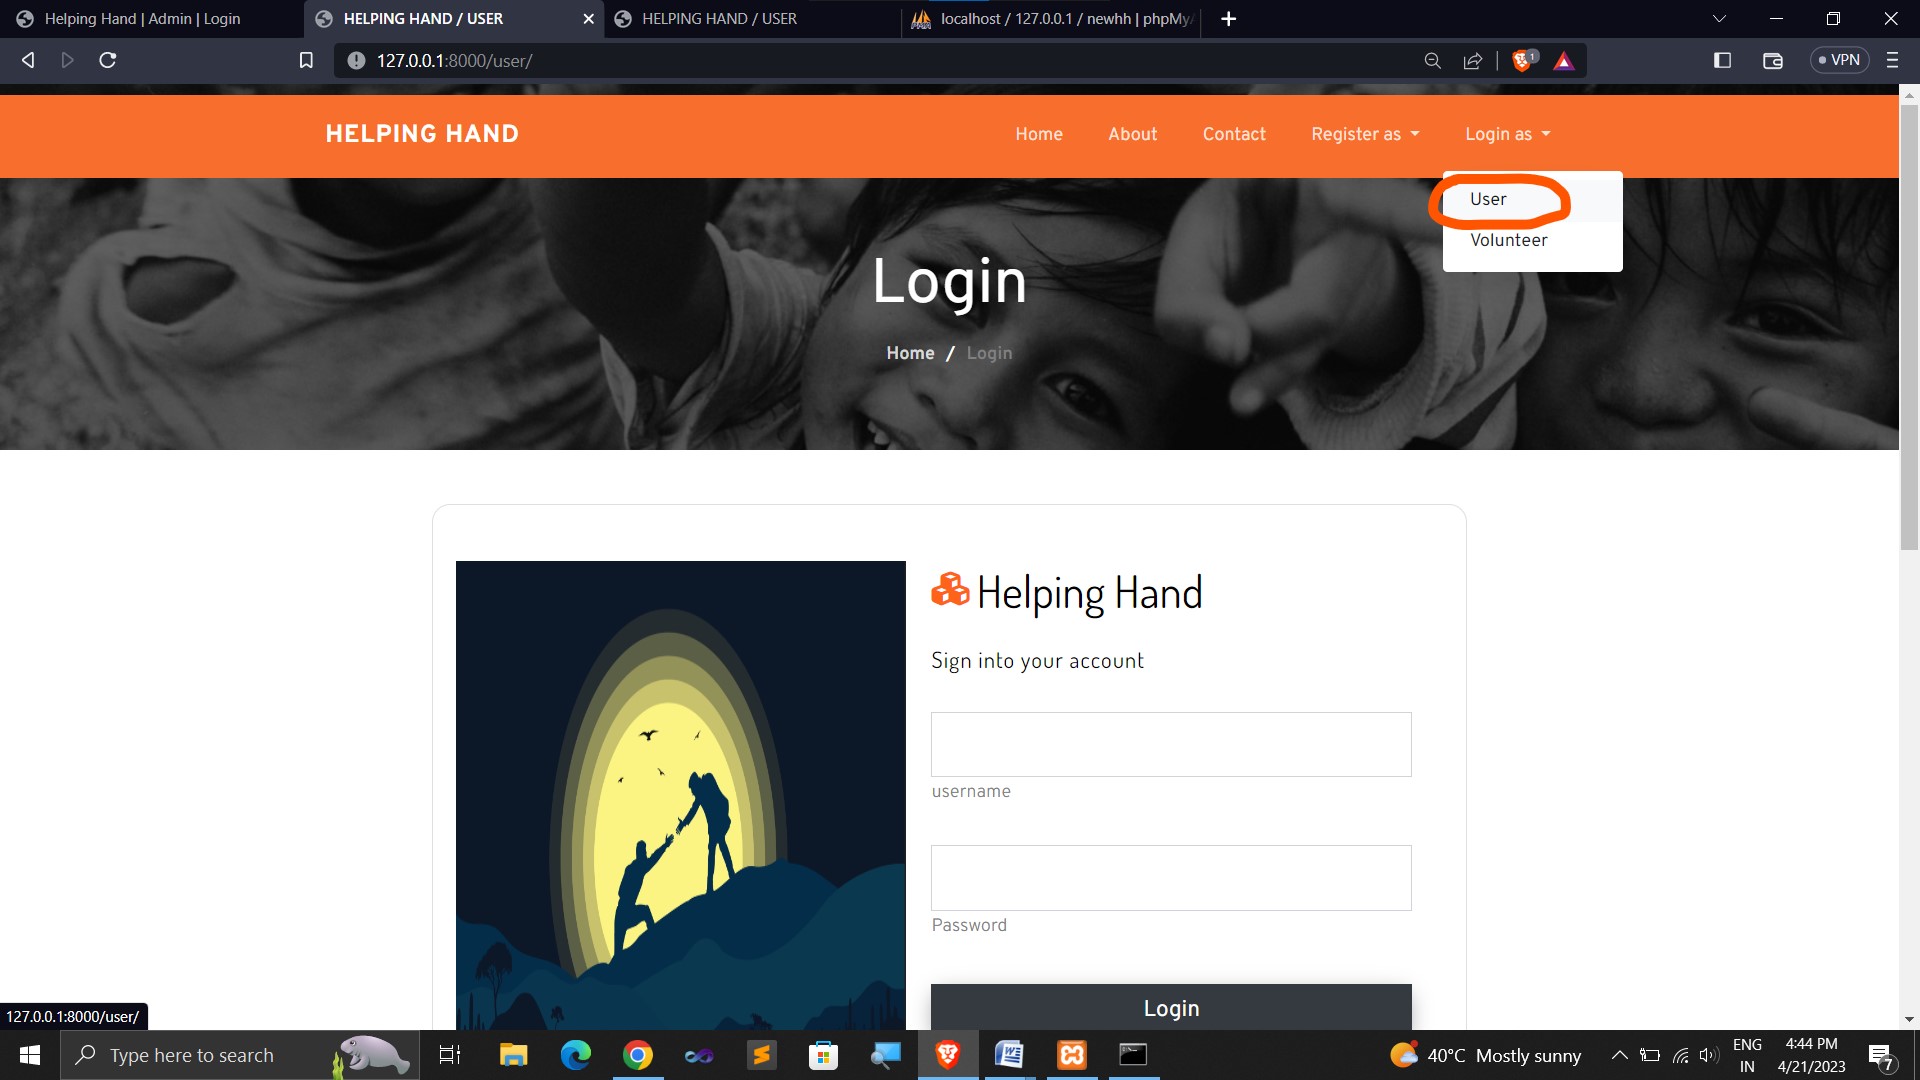 Helping Hand | Admin | Login
HELPING HAND / USER
HELPING HAND / USER
localhost / 127.0.0.1 / newhh | phpMyA
127.0.0.1:8000/user/
1
VPN
HELPING HAND
Home
About
Contact
Register as
Login as
User
Volunteer
Login
Home / Login
Helping Hand
Sign into your account
username
Password
Login
127.0.0.1:8000/user/
Type here to search
40°C Mostly sunny
ENG
IN
4:44 PM
4/21/2023
7